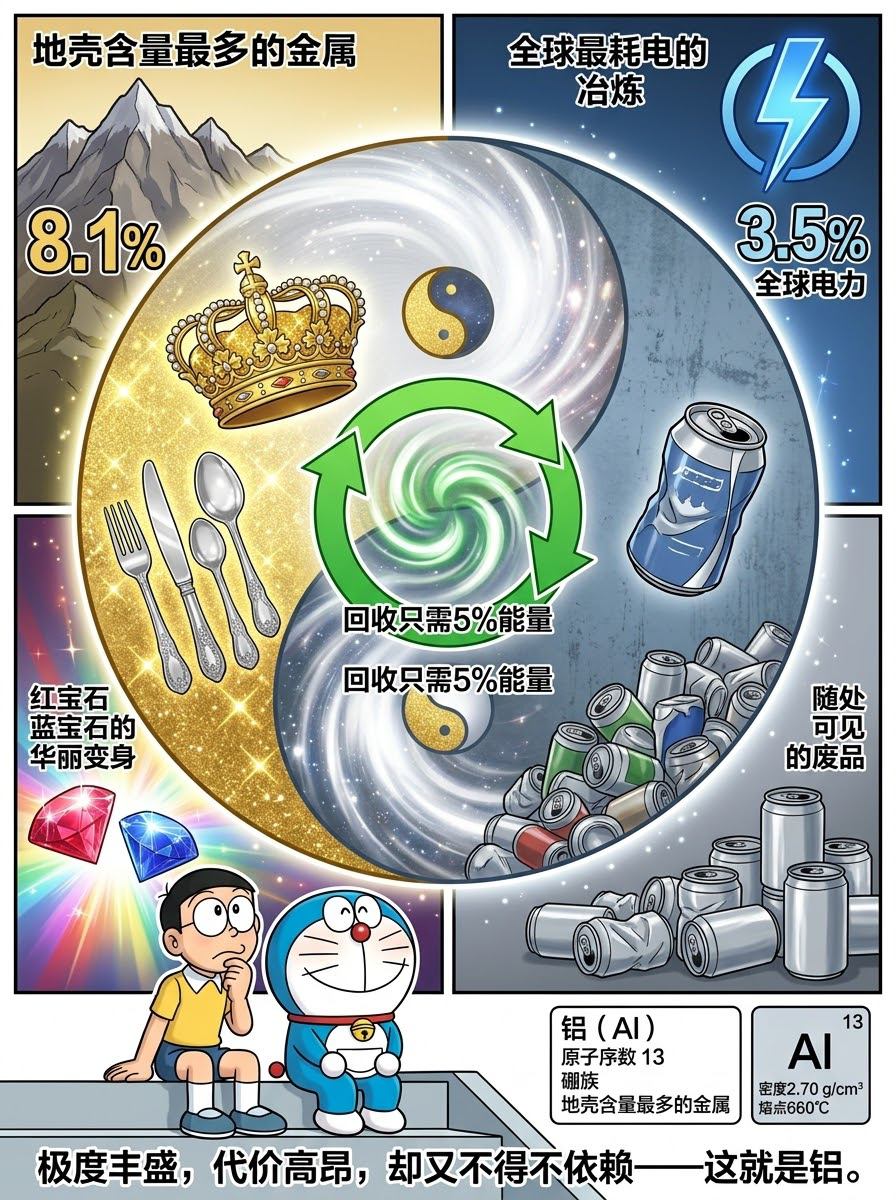 地壳含量最多的金属
8.1%
全球最耗电的
冶炼
3.5%
全球电力
回收只需5%能量
回收只需5%能量
红宝石
蓝宝石的
华丽变身
随处
可见
的废品
铝（Al）
原子序数 13
硼族
地壳含量最多的金属
13
Al
密度2.70 g/cm³
熔点660℃
极度丰盛，代价高昂，却又不得不依赖——这就是铝。